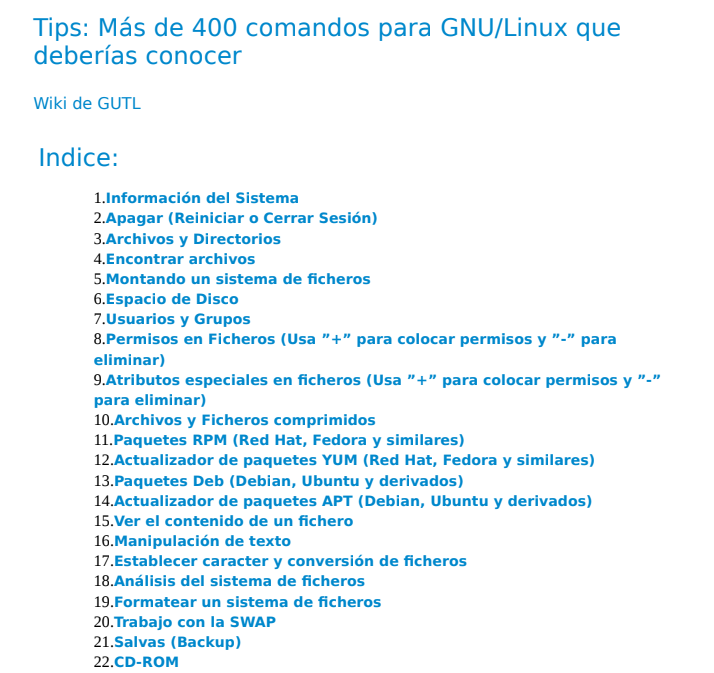 Tips: Más de 400 comandos para GNU/Linux que
deberías conocer
Wiki de GUTL
Indice:
1.Información del Sistema
2.Apagar (Reiniciar o Cerrar Sesión)
3.Archivos y Directorios
4.Encontrar archivos
5.Montando un sistema de ficheros
6.Espacio de Disco
7.Usuarios y Grupos
8.Permisos en Ficheros (Usa ”+” para colocar permisos y ”-” para
eliminar)
9.Atributos especiales en ficheros (Usa ”+” para colocar permisos y ”-”
para eliminar)
10.Archivos y Ficheros comprimidos
11.Paquetes RPM (Red Hat, Fedora y similares)
12.Actualizador de paquetes YUM (Red Hat, Fedora y similares)
13.Paquetes Deb (Debian, Ubuntu y derivados)
14.Actualizador de paquetes APT (Debian, Ubuntu y derivados)
15.Ver el contenido de un fichero
16.Manipulación de texto
17.Establecer caracter y conversión de ficheros
18.Análisis del sistema de ficheros
19.Formatear un sistema de ficheros
20.Trabajo con la SWAP
21.Salvas (Backup)
22.CD-ROM